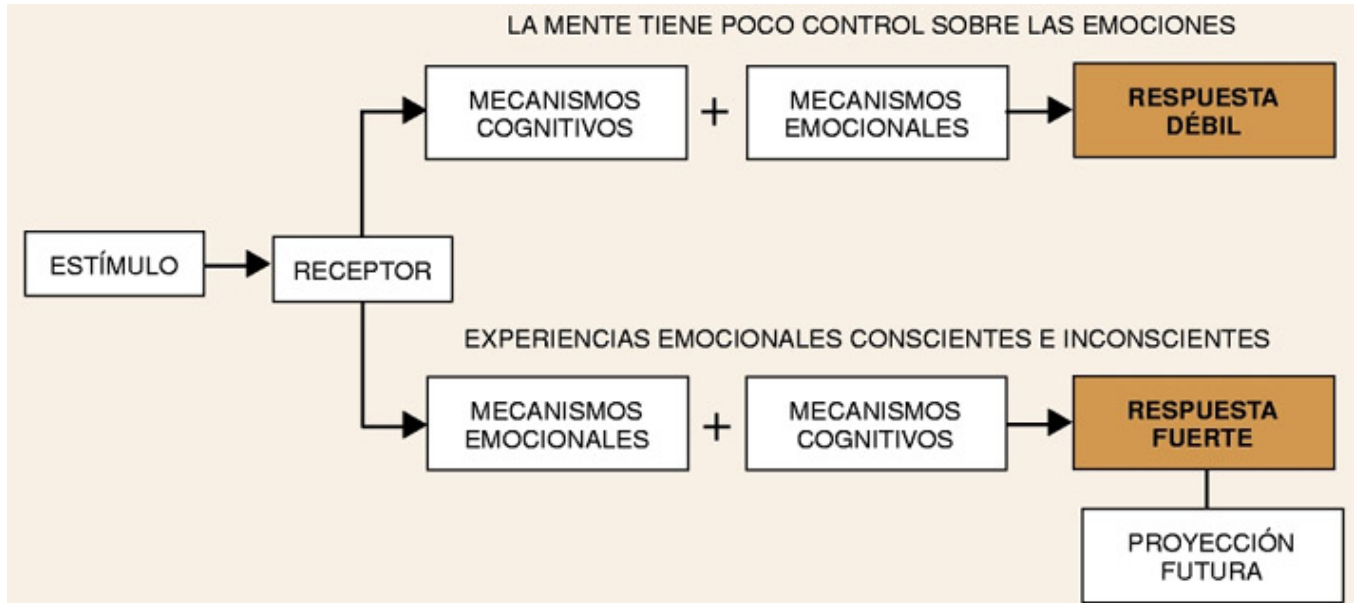 LA MENTE TIENE POCO CONTROL SOBRE LAS EMOCIONES
MECANISMOS
COGNITIVOS
+
MECANISMOS
EMOCIONALES
RESPUESTA
DÉBIL
ESTÍMULO
RECEPTOR
EXPERIENCIAS EMOCIONALES CONSCIENTES E INCONSCIENTES
MECANISMOS
EMOCIONALES
+
MECANISMOS
COGNITIVOS
RESPUESTA
FUERTE
PROYECCIÓN
FUTURA